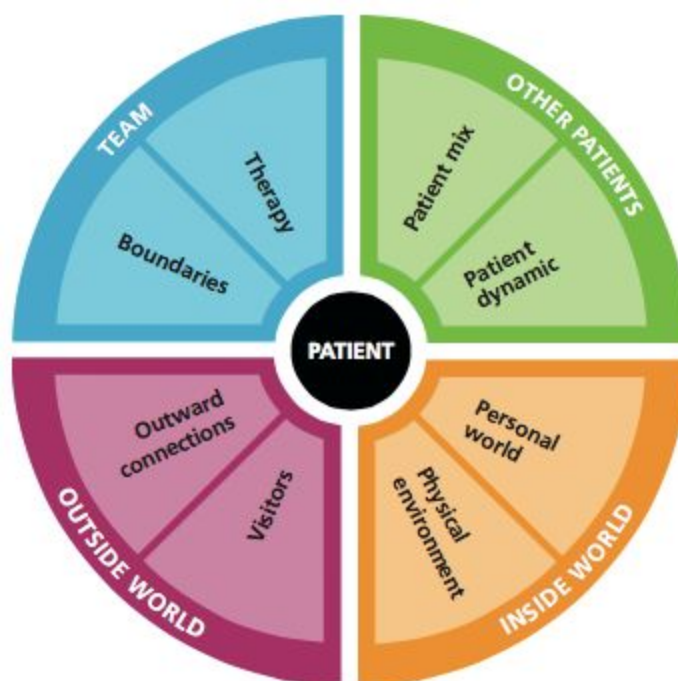 TEAM
Therapy
Boundaries
OTHER PATIENTS
Patient mix
Patient
dynamic
PATIENT
OUTSIDE WORLD
Outward
connections
Visitors
INSIDE WORLD
Personal
world
Physical
environment